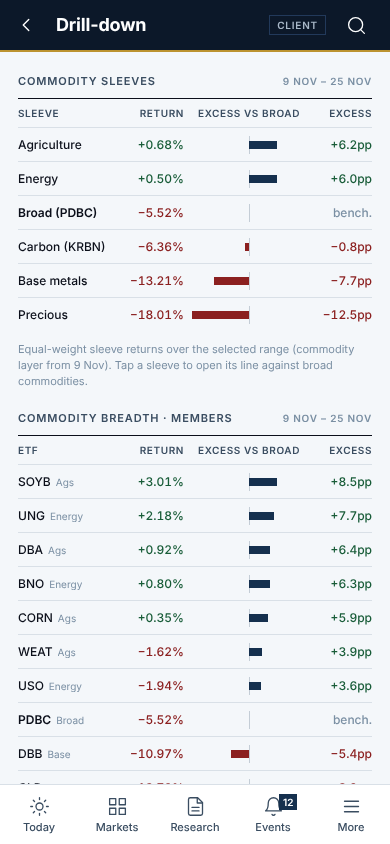 Drill-down
CLIENT
COMMODITY SLEEVES 9 NOV – 25 NOV
SLEEVE RETURN EXCESS VS BROAD EXCESS
Agriculture +0.68% +6.2pp
Energy +0.50% +6.0pp
Broad (PDBC) −5.52% bench.
Carbon (KRBN) −6.36% −0.8pp
Base metals −13.21% −7.7pp
Precious −18.01% −12.5pp
Equal-weight sleeve returns over the selected range (commodity
layer from 9 Nov). Tap a sleeve to open its line against broad
commodities.
COMMODITY BREADTH · MEMBERS 9 NOV – 25 NOV
ETF RETURN EXCESS VS BROAD EXCESS
SOYB Ags +3.01% +8.5pp
UNG Energy +2.18% +7.7pp
DBA Ags +0.92% +6.4pp
BNO Energy +0.80% +6.3pp
CORN Ags +0.35% +5.9pp
WEAT Ags −1.62% +3.9pp
USO Energy −1.94% +3.6pp
PDBC Broad −5.52% bench.
DBB Base −10.97% −5.4pp
12
Today Markets Research Events More